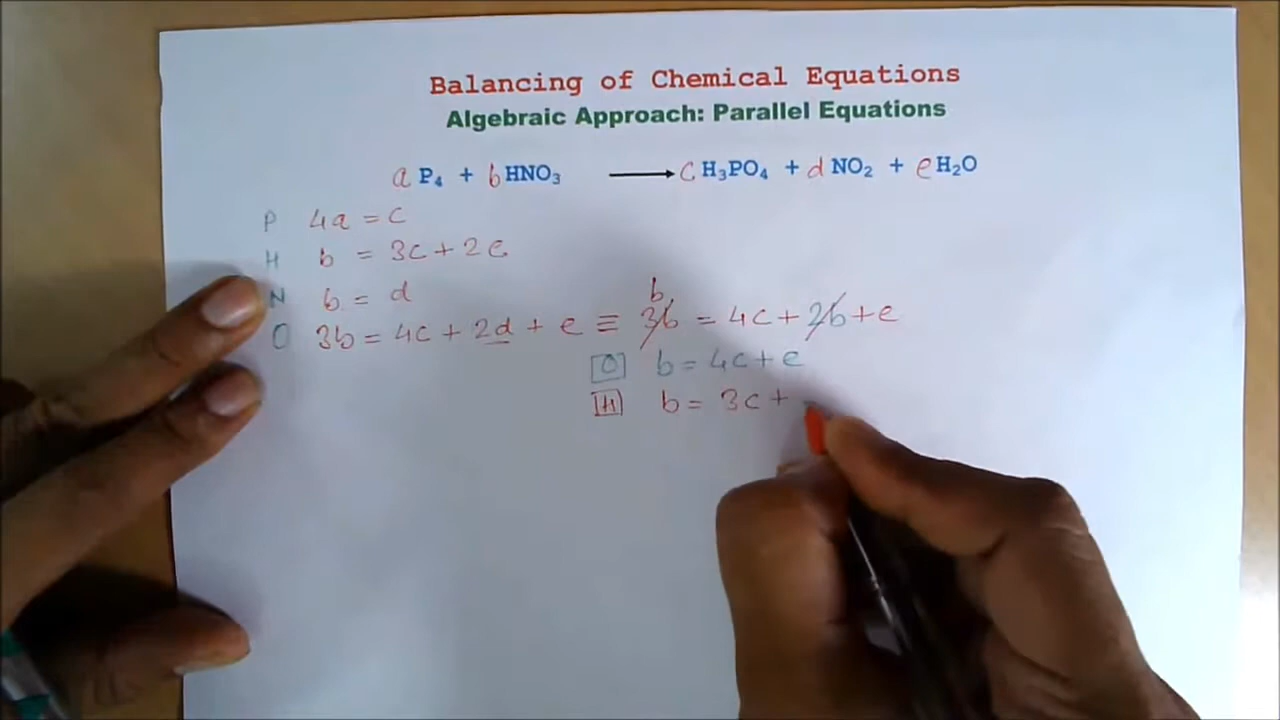 Balancing of Chemical Equations
Algebraic Approach: Parallel Equations
a P₄ + b HNO₃ ⟶ c H₃PO₄ + d NO₂ + e H₂O
P 4a = c
H b = 3c + 2e
N b = d
b
O 3b = 4c + 2d + e ≡ 3b = 4c + 2b + e
O b = 4c + e
H b = 3c +